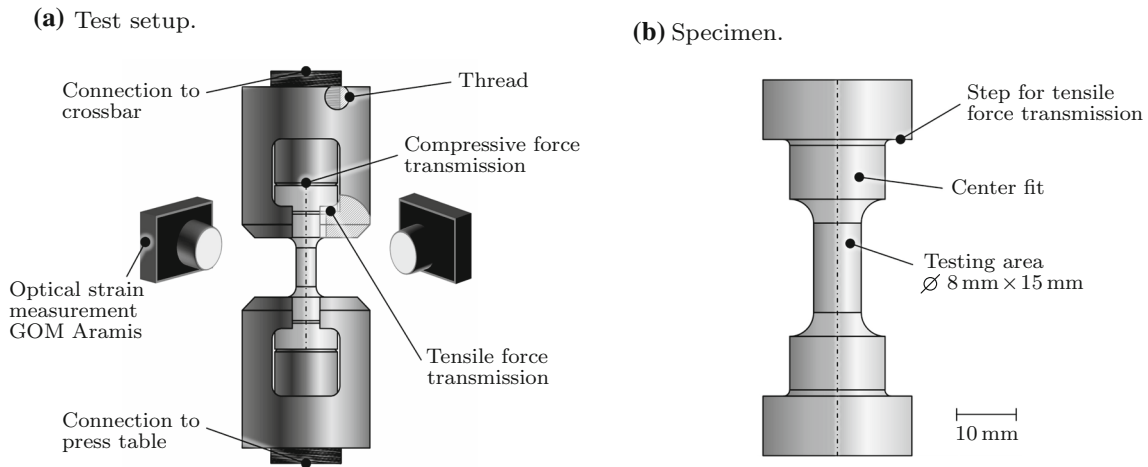 (a) Test setup.
Connection to
crossbar
Thread
Compressive force
transmission
Optical strain
measurement
GOM Aramis
Tensile force
transmission
Connection to
press table
(b) Specimen.
Step for tensile
force transmission
Center fit
Testing area
∅ 8 mm × 15 mm
10 mm